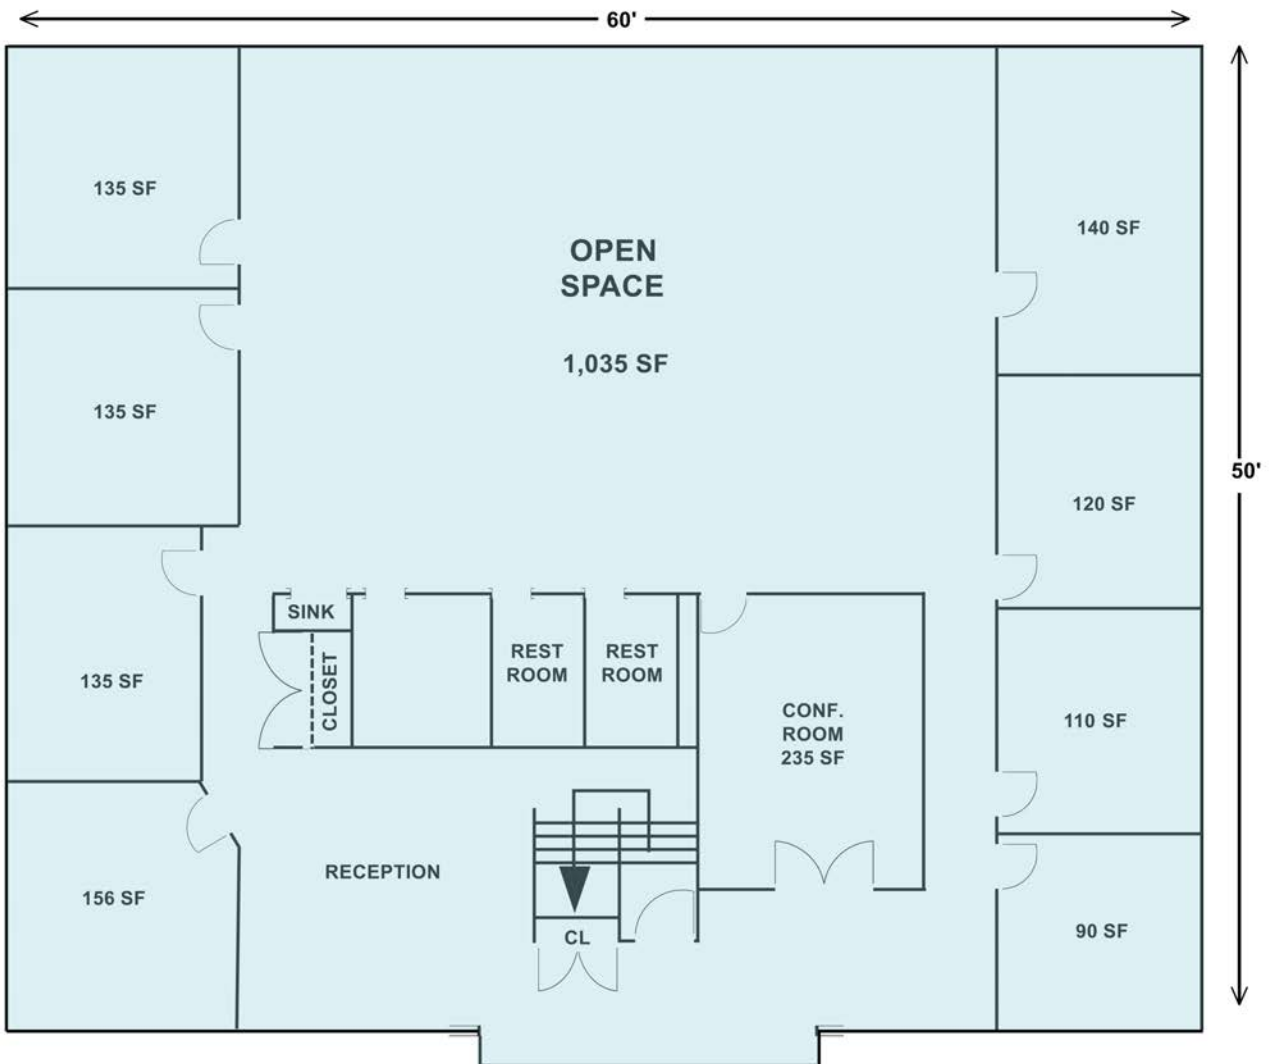 60'
135 SF
140 SF
OPEN
SPACE
1,035 SF
135 SF
50'
120 SF
SINK
CLOSET
REST
ROOM
REST
ROOM
135 SF
CONF.
ROOM
235 SF
110 SF
RECEPTION
156 SF
CL
90 SF